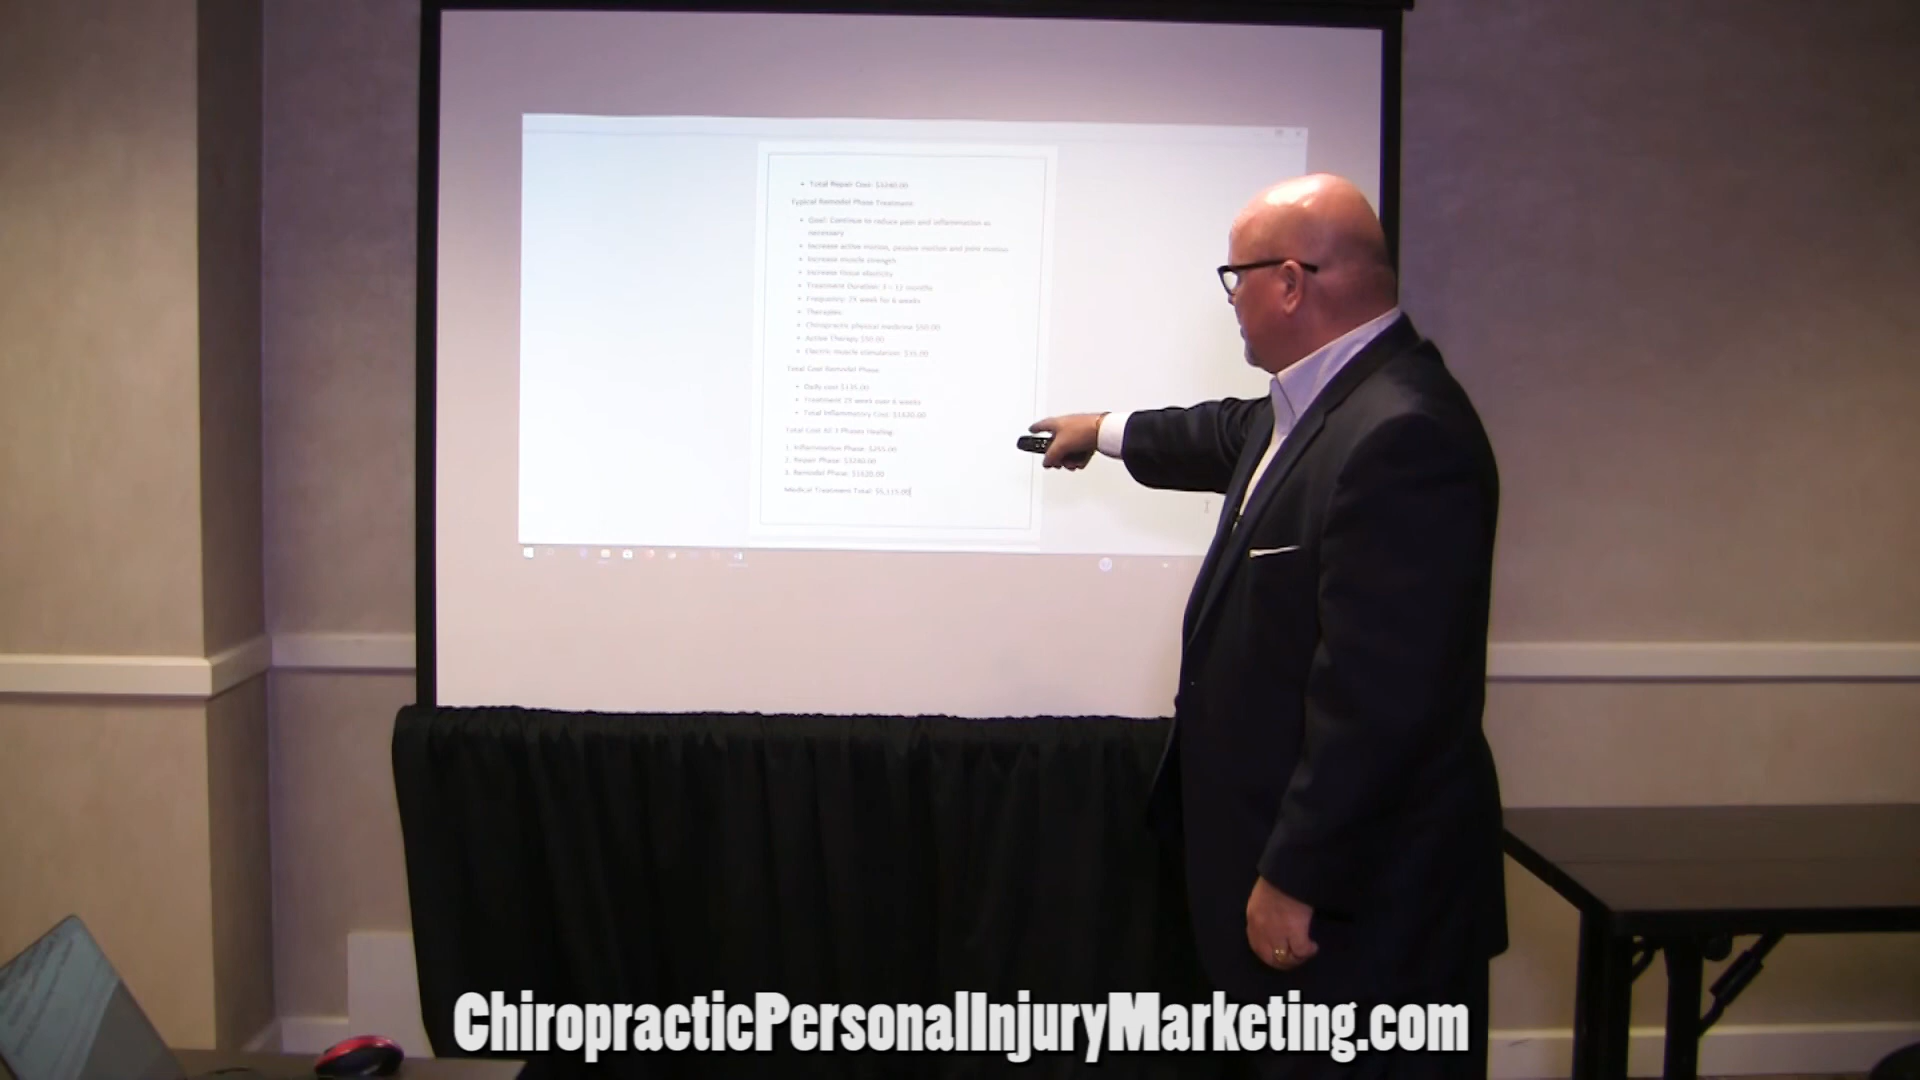 • Total Repair Cost: $3240.00
Typical Remodel Phase Treatment:
• Goal: Continue to reduce pain and inflammation as
necessary
• Increase active motion, passive motion and joint motion
• Increase muscle strength
• Increase tissue elasticity
• Treatment Duration: 3 – 12 months
• Frequency: 2X week for 6 weeks
• Therapies:
• Chiropractic physical medicine $50.00
• Active Therapy $50.00
• Electric muscle stimulation: $35.00
Total Cost Remodel Phase
• Daily cost $135.00
• Treatment 2X week over 6 weeks
• Total Inflammatory Cost: $1620.00
Total Cost All 3 Phases Healing:
1. Inflammation Phase: $255.00
2. Repair Phase: $3240.00
3. Remodel Phase: $1620.00
Medical Treatment Total: $5,115.00
ChiropracticPersonalInjuryMarketing.com